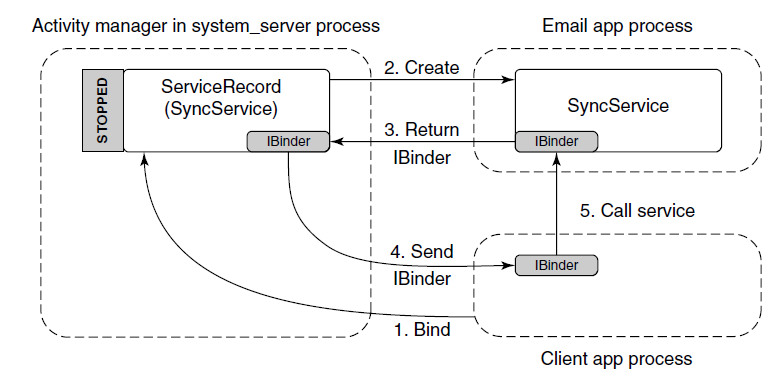 Activity manager in system_server process
Email app process
STOPPED
ServiceRecord
(SyncService)
IBinder
2. Create
SyncService
3. Return
IBinder
IBinder
5. Call service
4. Send
IBinder
IBinder
1. Bind
Client app process